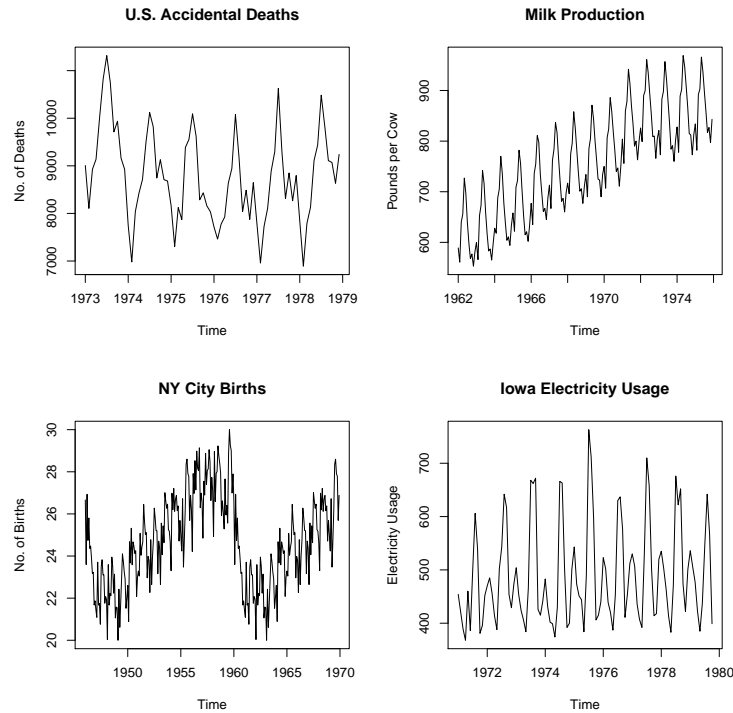 U.S. Accidental Deaths
No. of Deaths
10000
9000
8000
7000
1973 1974 1975 1976 1977 1978 1979
Time
Milk Production
Pounds per Cow
900
800
700
600
1962 1966 1970 1974
Time
NY City Births
No. of Births
30
28
26
24
22
20
1950 1955 1960 1965 1970
Time
Iowa Electricity Usage
Electricity Usage
700
600
500
400
1972 1974 1976 1978 1980
Time